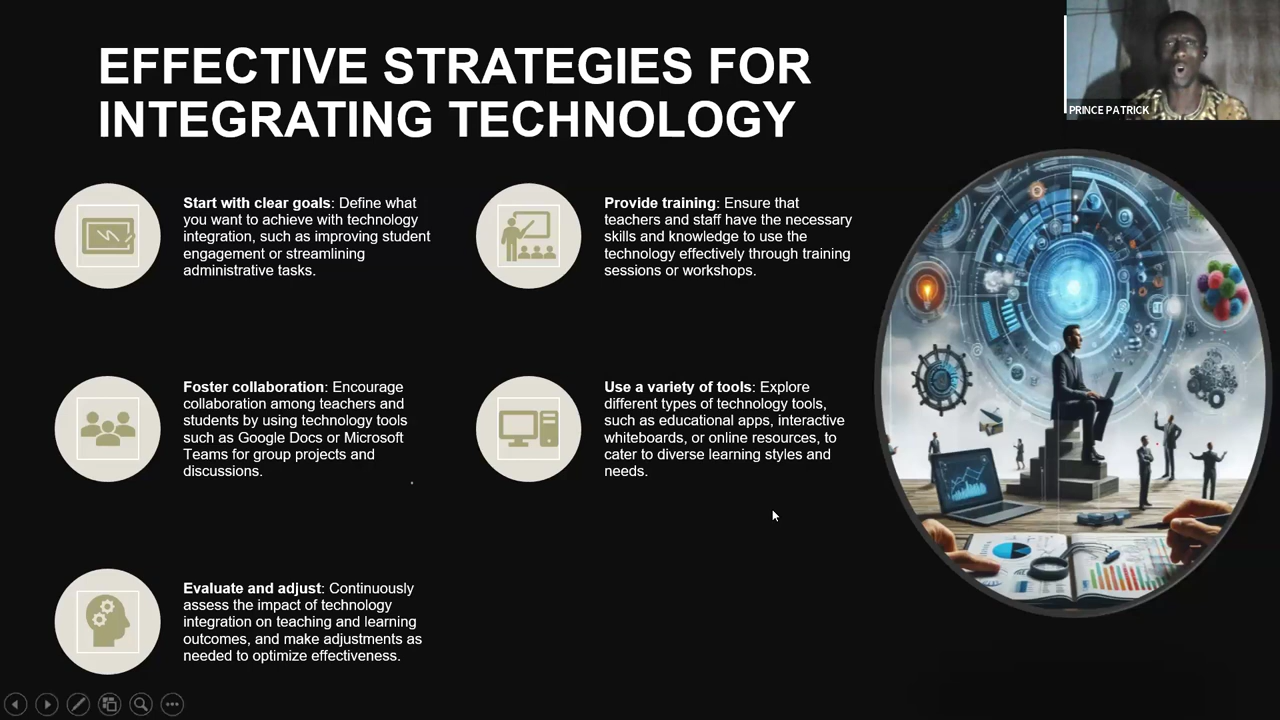 EFFECTIVE STRATEGIES FOR
INTEGRATING TECHNOLOGY
PRINCE PATRICK
Start with clear goals: Define what
you want to achieve with technology
integration, such as improving student
engagement or streamlining
administrative tasks.
Provide training: Ensure that
teachers and staff have the necessary
skills and knowledge to use the
technology effectively through training
sessions or workshops.
Foster collaboration: Encourage
collaboration among teachers and
students by using technology tools
such as Google Docs or Microsoft
Teams for group projects and
discussions.
Use a variety of tools: Explore
different types of technology tools,
such as educational apps, interactive
whiteboards, or online resources, to
cater to diverse learning styles and
needs.
Evaluate and adjust: Continuously
assess the impact of technology
integration on teaching and learning
outcomes, and make adjustments as
needed to optimize effectiveness.